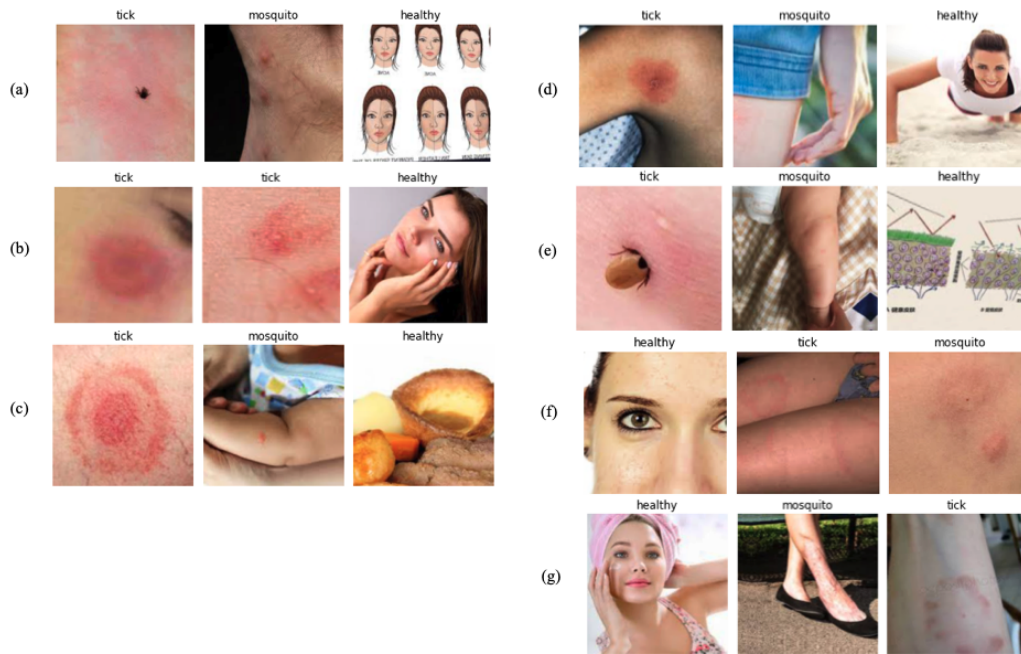 tick mosquito healthy
(a)
tick tick healthy
(b)
tick mosquito healthy
(c)
tick mosquito healthy
(d)
tick mosquito healthy
(e)
healthy tick mosquito
(f)
healthy mosquito tick
(g)